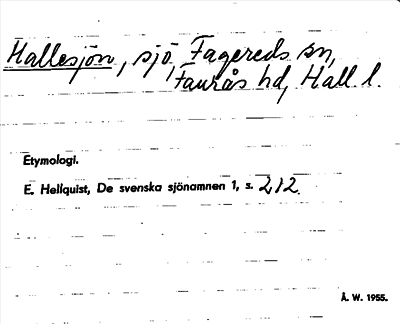 Hallesjön, sjö, Fagereds sn,
Faurås hd, Hall l.
Etymologi.
E. Hellquist, De svenska sjönamnen 1, s. 212.
Å. W. 1955.